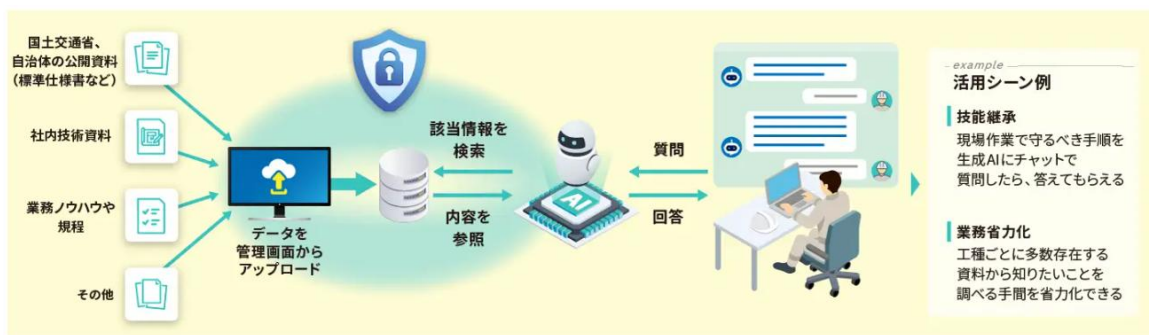 国土交通省、
自治体の公開資料
（標準仕様書など）
社内技術資料
業務ノウハウや
規程
その他
データを
管理画面から
アップロード
該当情報を
検索
内容を
参照
AI
質問
回答
example
活用シーン例
技能継承
現場作業で守るべき手順を
生成AIにチャットで
質問したら、答えてもらえる
業務省力化
工種ごとに多数存在する
資料から知りたいことを
調べる手間を省力化できる